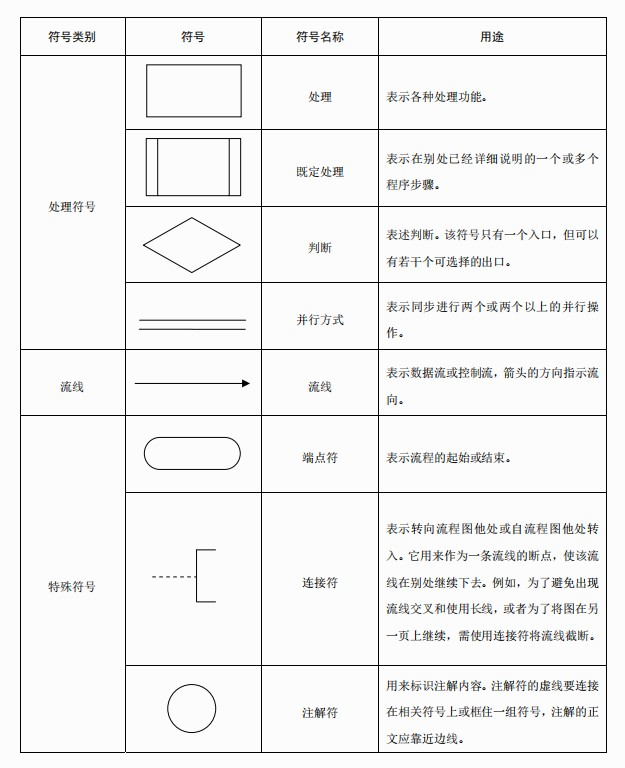 符号类别 符号 符号名称 用途
处理符号
处理
表示各种处理功能。
既定处理
表示在别处已经详细说明的一个或多个
程序步骤。
判断
表述判断。该符号只有一个入口，但可以
有若干个可选择的出口。
并行方式
表示同步进行两个或两个以上的并行操
作。
流线
流线
表示数据流或控制流，箭头的方向指示流
向。
特殊符号
端点符
表示流程的起始或结束。
连接符
表示转向流程图他处或自流程图他处转
入。它用来作为一条流线的断点，使该流
线在别处继续下去。例如，为了避免出现
流线交叉和使用长线，或者为了将图在另
一页上继续，需使用连接符将流线截断。
注解符
用来标识注解内容。注解符的虚线要连接
在相关符号上或框住一组符号，注解的正
文应靠近边线。